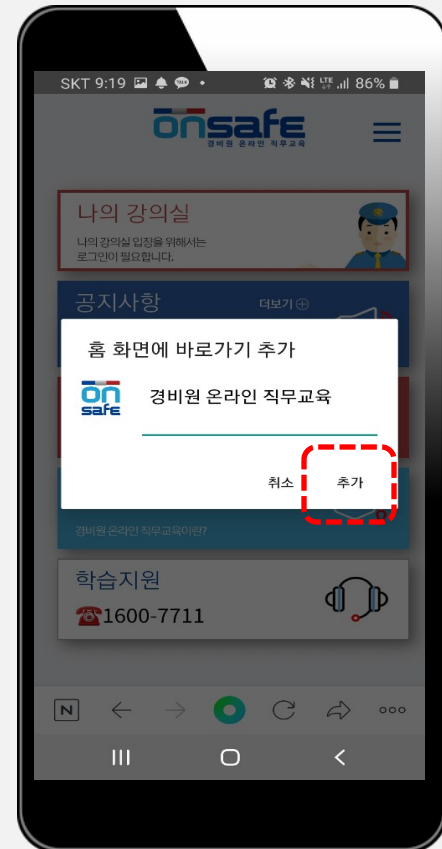 SKT 9:19
LTE 86%
onsafe
경비원 온라인 직무교육
나의 강의실
나의 강의실 입장을 위해서는
로그인이 필요합니다.
공지사항 더보기
홈 화면에 바로가기 추가
on
safe
경비원 온라인 직무교육
취소 추가
경비원 온라인 직무교육이란?
학습지원
☎1600-7711
N